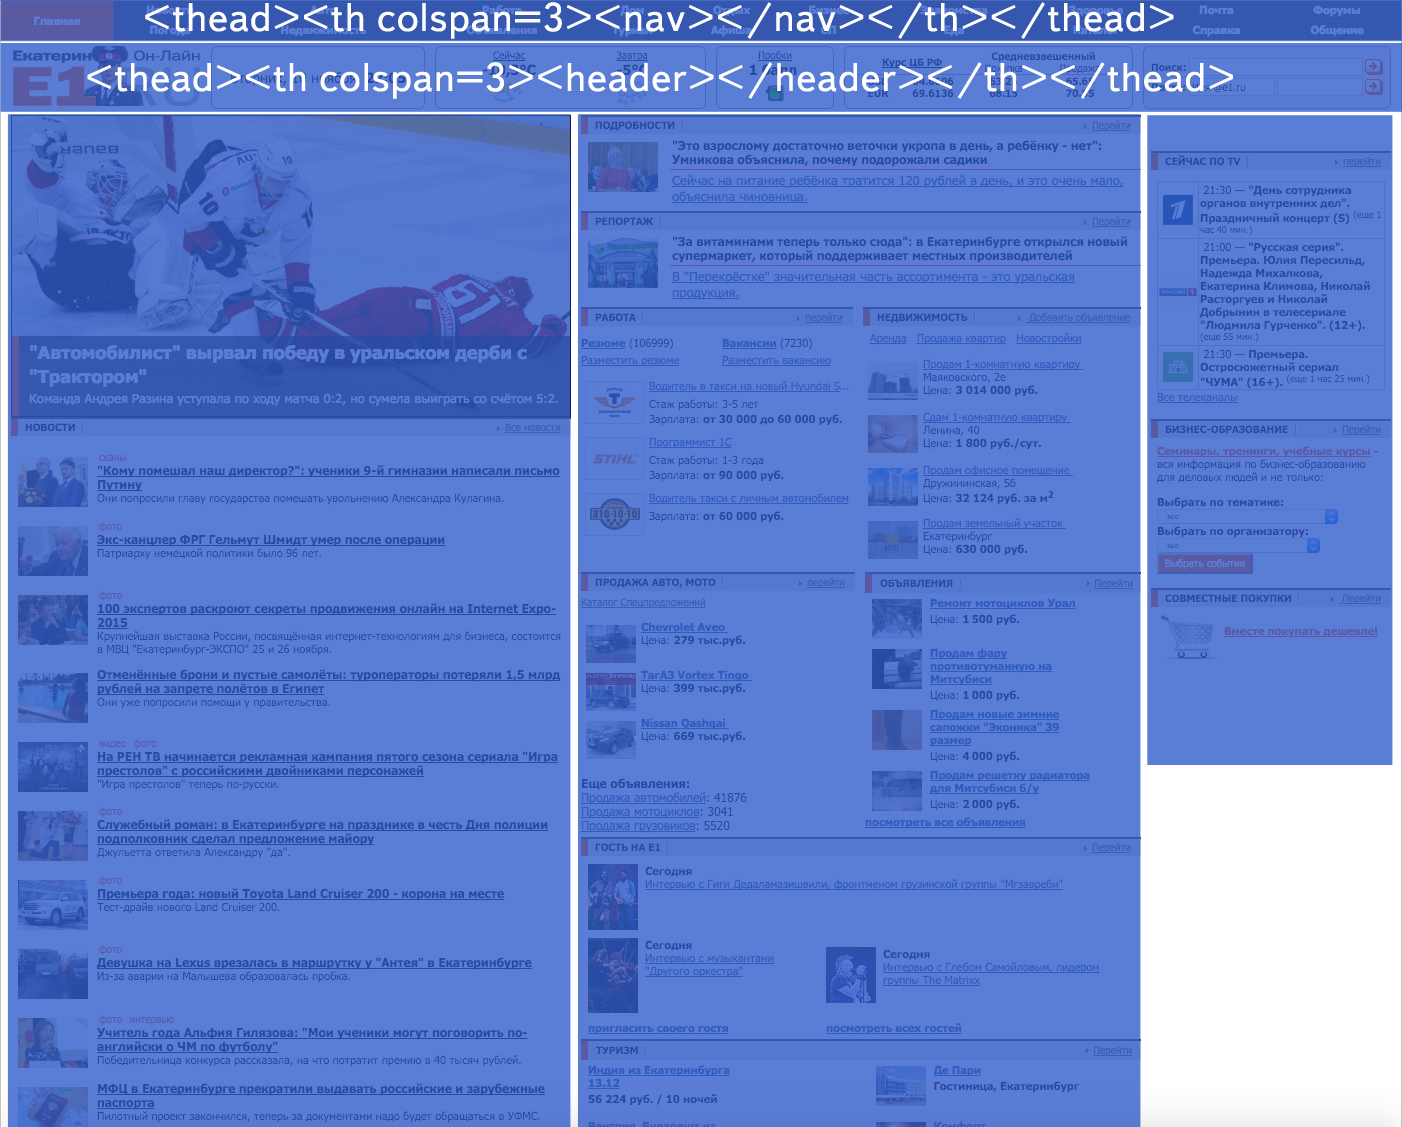 <thead><th colspan=3><nav></nav></th></thead>
Главная
Погода
Недвижимость
Объявления
Туризм
Афиша
Еда
Здоровье
Почта
Справка
Форумы
Общение
<thead><th colspan=3><header></header></th></thead>
Екатерин Он-Лайн
E1
Сейчас
Завтра
-5°C
Пробки
Курс ЦБ РФ
Средневзвешенный
EUR 69.6136 68.15
Поиск:
"Автомобилист" вырвал победу в уральском дерби с
"Трактором"
Команда Андрея Разина уступала по ходу матча 0:2, но сумела выиграть со счётом 5:2.
НОВОСТИ
Все новости
сканы
"Кому помешал наш директор?": ученики 9-й гимназии написали письмо
Путину
Они попросили главу государства помешать увольнению Александра Кулагина.
фото
Экс-канцлер ФРГ Гельмут Шмидт умер после операции
Патриарху немецкой политики было 96 лет.
фото
100 экспертов раскроют секреты продвижения онлайн на Internet Expo-
2015
Крупнейшая выставка России, посвящённая интернет-технологиям для бизнеса, состоится
в МВЦ "Екатеринбург-ЭКСПО" 25 и 26 ноября.
Отменённые брони и пустые самолёты: туроператоры потеряли 1,5 млрд
рублей на запрете полётов в Египет
Они уже попросили помощи у правительства.
видео фото
На РЕН ТВ начинается рекламная кампания пятого сезона сериала "Игра
престолов" с российскими двойниками персонажей
"Игра престолов" теперь по-русски.
фото
Служебный роман: в Екатеринбурге на празднике в честь Дня полиции
подполковник сделал предложение майору
Джульетта ответила Александру "да".
фото
Премьера года: новый Toyota Land Cruiser 200 - корона на месте
Тест-драйв нового Land Cruiser 200.
фото
Девушка на Lexus врезалась в маршрутку у "Антея" в Екатеринбурге
Из-за аварии на Малышева образовалась пробка.
фото интервью
Учитель года Альфия Гилязова: "Мои ученики могут поговорить по-
английски о ЧМ по футболу"
Победительница конкурса рассказала, на что потратит премию в 40 тысяч рублей.
МФЦ в Екатеринбурге прекратили выдавать российские и зарубежные
паспорта
Пилотный проект закончился, теперь за документами надо будет обращаться в УФМС.
ПОДРОБНОСТИ
Перейти
"Это взрослому достаточно веточки укропа в день, а ребёнку - нет":
Умникова объяснила, почему подорожали садики
Сейчас на питание ребёнка тратится 120 рублей в день, и это очень мало,
объяснила чиновница.
РЕПОРТАЖ
Перейти
"За витаминами теперь только сюда": в Екатеринбурге открылся новый
супермаркет, который поддерживает местных производителей
В "Перекрёстке" значительная часть ассортимента - это уральская
продукция.
РАБОТА
перейти
Резюме (106999) Вакансии (7230)
Разместить резюме Разместить вакансию
Водитель в такси на новый Hyundai S...
Стаж работы: 3-5 лет
Зарплата: от 30 000 до 60 000 руб.
STIHL
Программист 1С
Стаж работы: 1-3 года
Зарплата: от 90 000 руб.
310-10-10
Водитель такси с личным автомобилем
Зарплата: от 60 000 руб.
НЕДВИЖИМОСТЬ
Добавить объявление
Аренда Продажа квартир Новостройки
Продам 1-комнатную квартиру
Маяковского, 2е
Цена: 3 014 000 руб.
Сдам 1-комнатную квартиру
Ленина, 40
Цена: 1 800 руб./сут.
Продам офисное помещение
Дружининская, 56
Цена: 32 124 руб. за м2
Продам земельный участок
Екатеринбург
Цена: 630 000 руб.
ПРОДАЖА АВТО, МОТО
перейти
Каталог Спецпредложений
Chevrolet Aveo
Цена: 279 тыс.руб.
ТагАЗ Vortex Tingo
Цена: 399 тыс.руб.
Nissan Qashqai
Цена: 669 тыс.руб.
Еще объявления:
Продажа автомобилей: 41876
Продажа мотоциклов: 3041
Продажа грузовиков: 5520
ОБЪЯВЛЕНИЯ
Перейти
Ремонт мотоциклов Урал
Цена: 1 500 руб.
Продам фару
противотуманную на
Митсубиси
Цена: 1 000 руб.
Продам новые зимние
сапожки "Эконика" 39
размер
Цена: 4 000 руб.
Продам решетку радиатора
для Митсубиси б/у
Цена: 2 000 руб.
посмотреть все объявления
ГОСТЬ НА Е1
Перейти
Сегодня
Интервью с Гиги Дедаламазишвили, фронтменом грузинской группы "Мгзавреби"
Сегодня
Интервью с музыкантами
"Другого оркестра"
Сегодня
Интервью с Глебом Самойловым, лидером
группы The Matrixx
пригласить своего гостя
посмотреть всех гостей
ТУРИЗМ
Перейти
Индия из Екатеринбурга
13.12
56 224 руб. / 10 ночей
Де Пари
Гостиница, Екатеринбург
СЕЙЧАС ПО TV
перейти
21:30 — "День сотрудника
органов внутренних дел".
Праздничный концерт (S) (еще 1
час 40 мин.)
РОССИЯ 1
21:00 — "Русская серия".
Премьера. Юлия Пересильд,
Надежда Михалкова,
Екатерина Климова, Николай
Расторгуев и Николай
Добрынин в телесериале
"Людмила Гурченко". (12+).
(еще 55 мин.)
21:30 — Премьера.
Остросюжетный сериал
"ЧУМА" (16+). (еще 1 час 25 мин.)
Все телеканалы
БИЗНЕС-ОБРАЗОВАНИЕ
Перейти
Семинары, тренинги, учебные курсы -
вся информация по бизнес-образованию
для деловых людей и не только:
Выбрать по тематике:
все
Выбрать по организатору:
все
Выбрать события
СОВМЕСТНЫЕ ПОКУПКИ
Перейти
Вместе покупать дешевле!